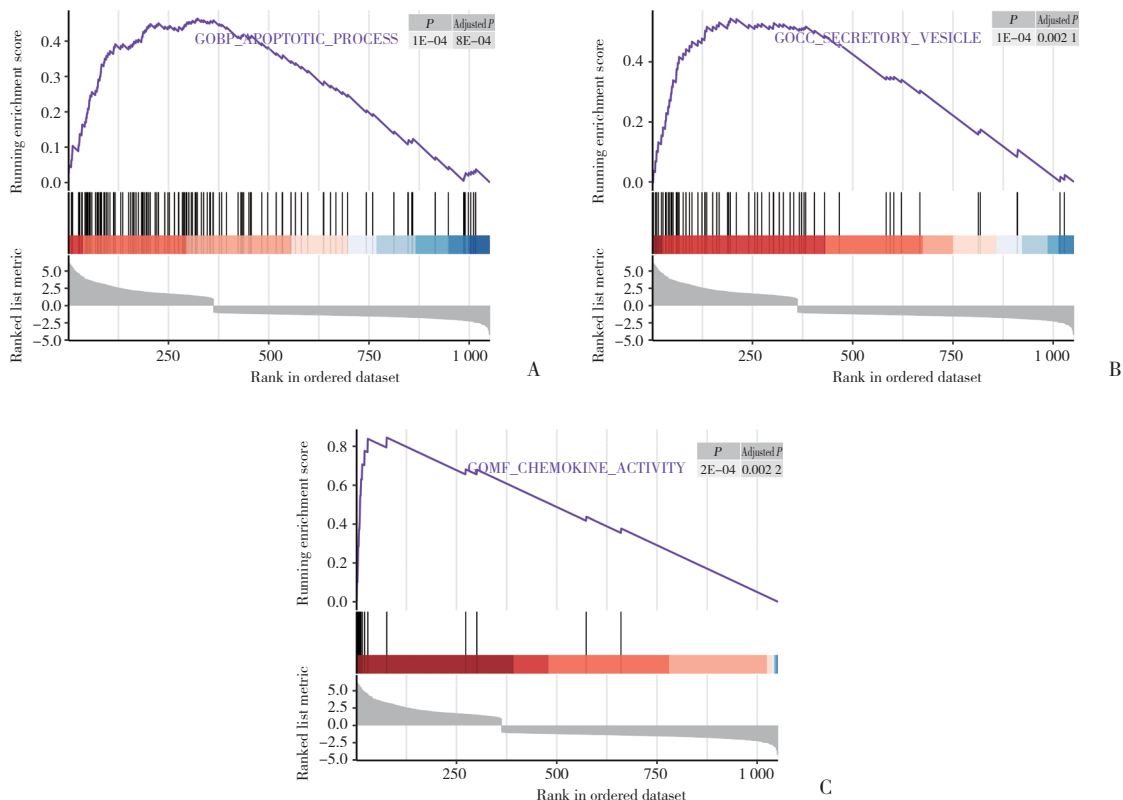 GOBP_APOPTOTIC_PROCESS
P Adjusted P
1E-04 8E-04
Running enrichment score
0.4
0.3
0.2
0.1
0.0
Ranked list metric
5.0
2.5
0.0
−2.5
−5.0
250 500 750 1 000
Rank in ordered dataset
A
GOCC_SECRETORY_VESICLE
P Adjusted P
1E-04 0.002 1
Running enrichment score
0.4
0.2
0.0
Ranked list metric
5.0
2.5
0.0
−2.5
−5.0
250 500 750 1 000
Rank in ordered dataset
B
GOMF_CHEMOKINE_ACTIVITY
P Adjusted P
2E-04 0.002 2
Running enrichment score
0.8
0.6
0.4
0.2
0.0
Ranked list metric
5.0
2.5
0.0
−2.5
−5.0
250 500 750 1 000
Rank in ordered dataset
C